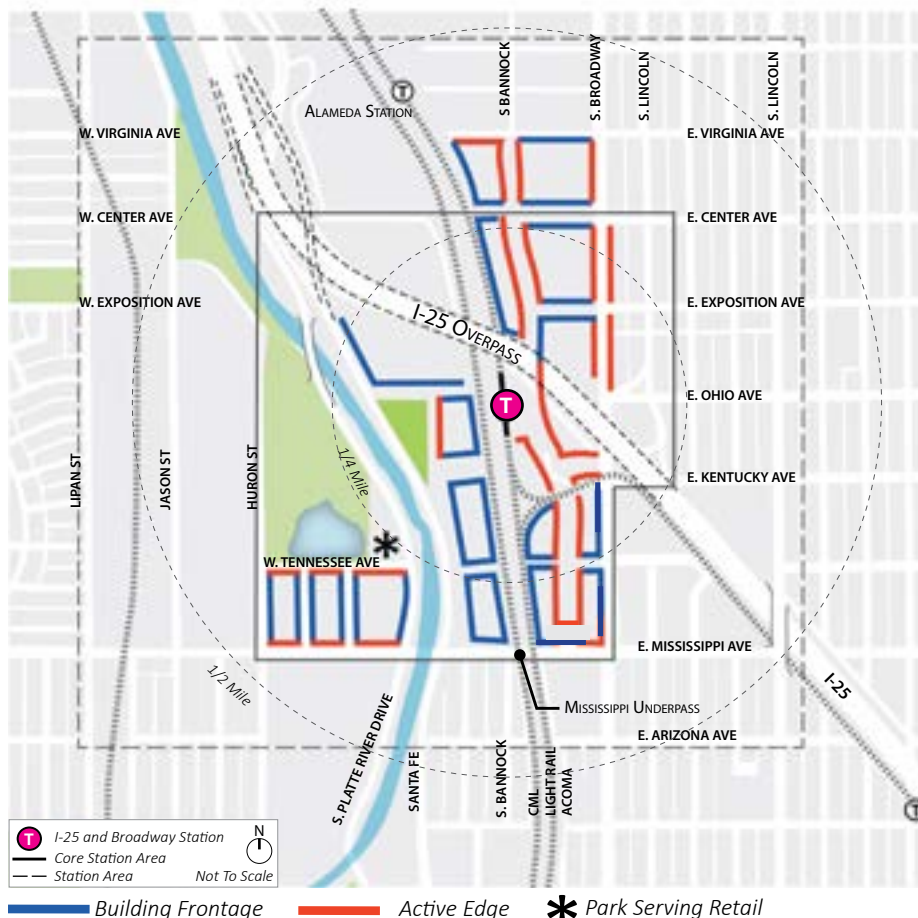 S BANNOCK
S. BROADWAY
S. LINCOLN
S. LINCOLN
T
ALAMEDA STATION
W. VIRGINIA AVE
E. VIRGINIA AVE
W. CENTER AVE
E. CENTER AVE
W. EXPOSITION AVE
E. EXPOSITION AVE
I-25 OVERPASS
T
E. OHIO AVE
LIPAN ST
JASON ST
HURON ST
1/4 Mile
E. KENTUCKY AVE
W. TENNESSEE AVE
E. MISSISSIPPI AVE
1/2 Mile
I-25
MISSISSIPPI UNDERPASS
E. ARIZONA AVE
S. PLATTE RIVER DRIVE
SANTA FE
S. BANNOCK
CML
LIGHT RAIL
ACOMA
T
T I-25 and Broadway Station
N
Core Station Area
Station Area
Not To Scale
Building Frontage Active Edge Park Serving Retail